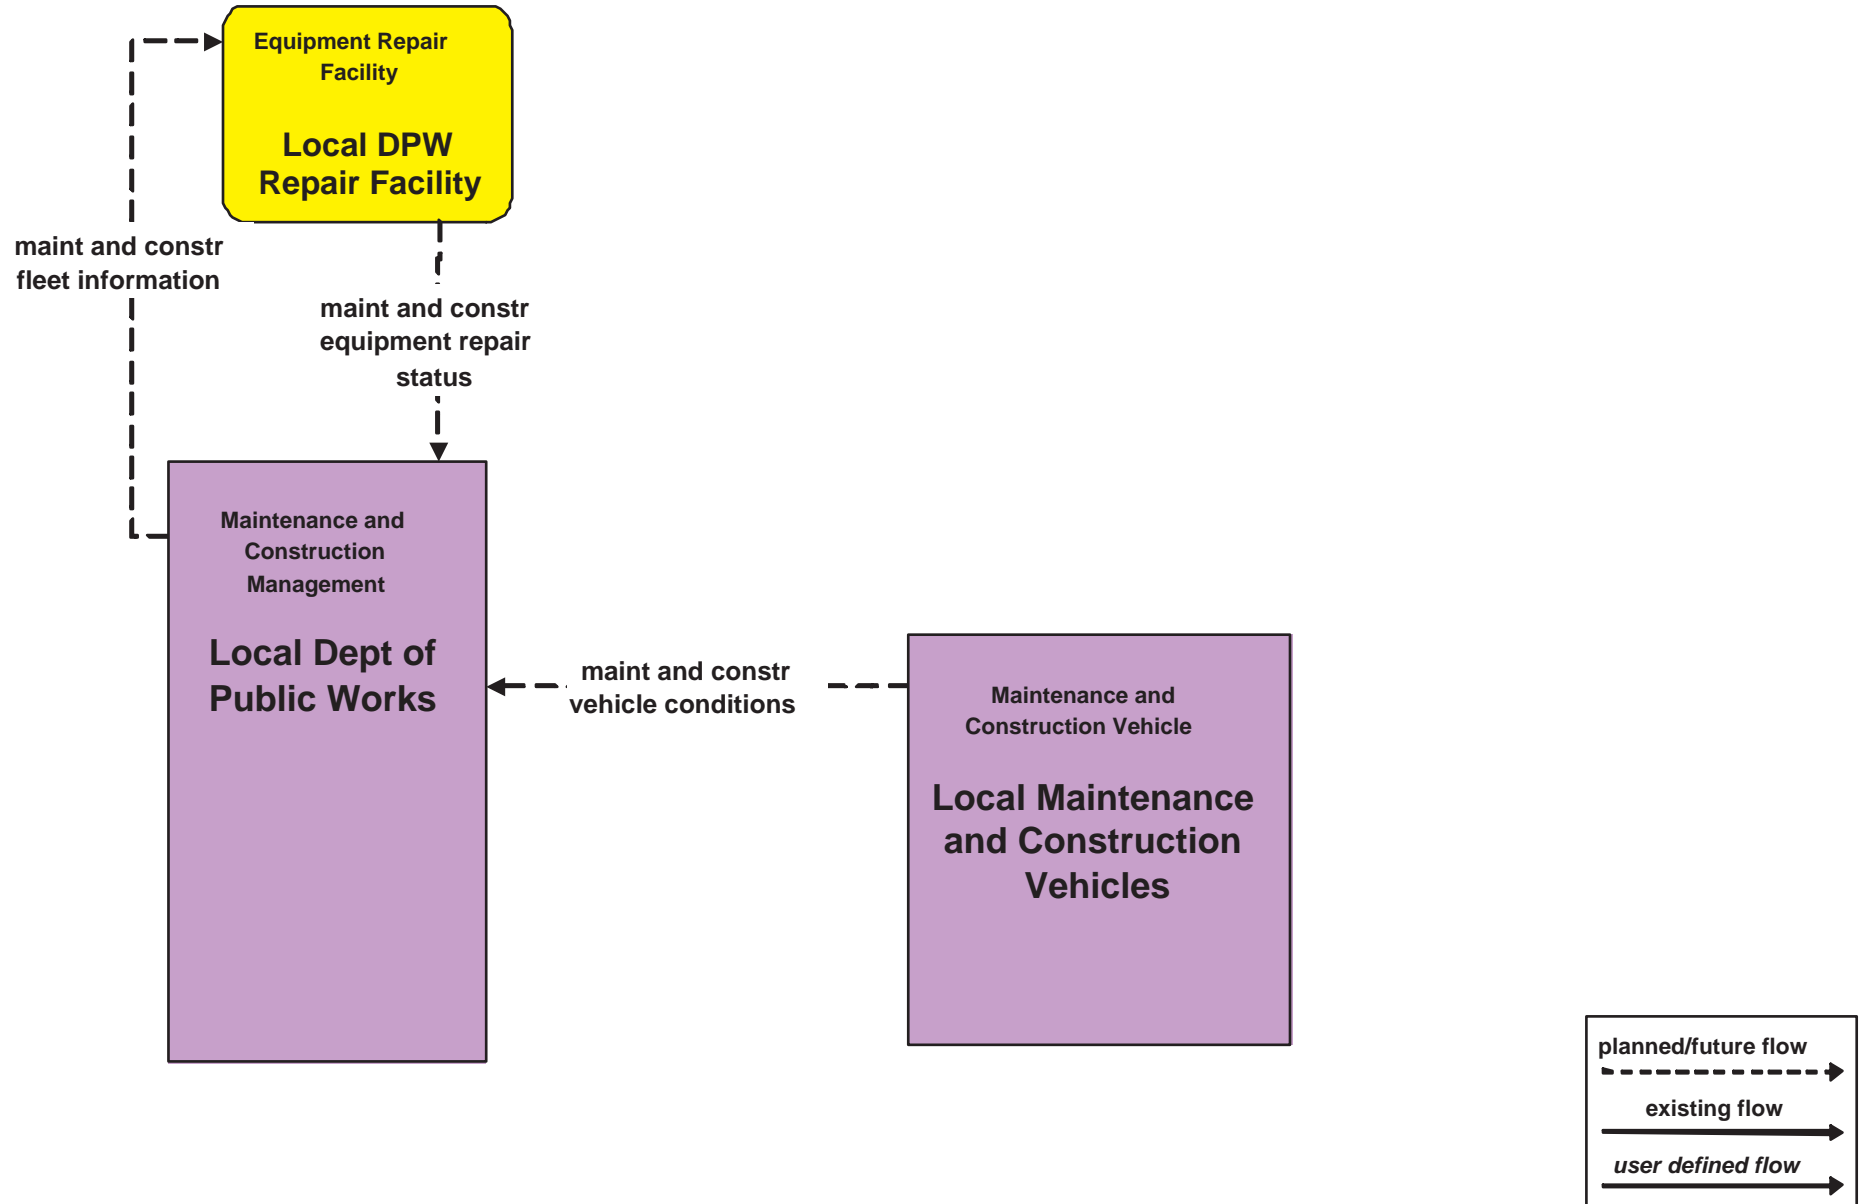 Equipment Repair
Facility
Local DPW
Repair Facility
maint and constr
fleet information
maint and constr
equipment repair
status
Maintenance and
Construction
Management
Local Dept of
Public Works
maint and constr
vehicle conditions
Maintenance and
Construction Vehicle
Local Maintenance
and Construction
Vehicles
planned/future flow
existing flow
user defined flow